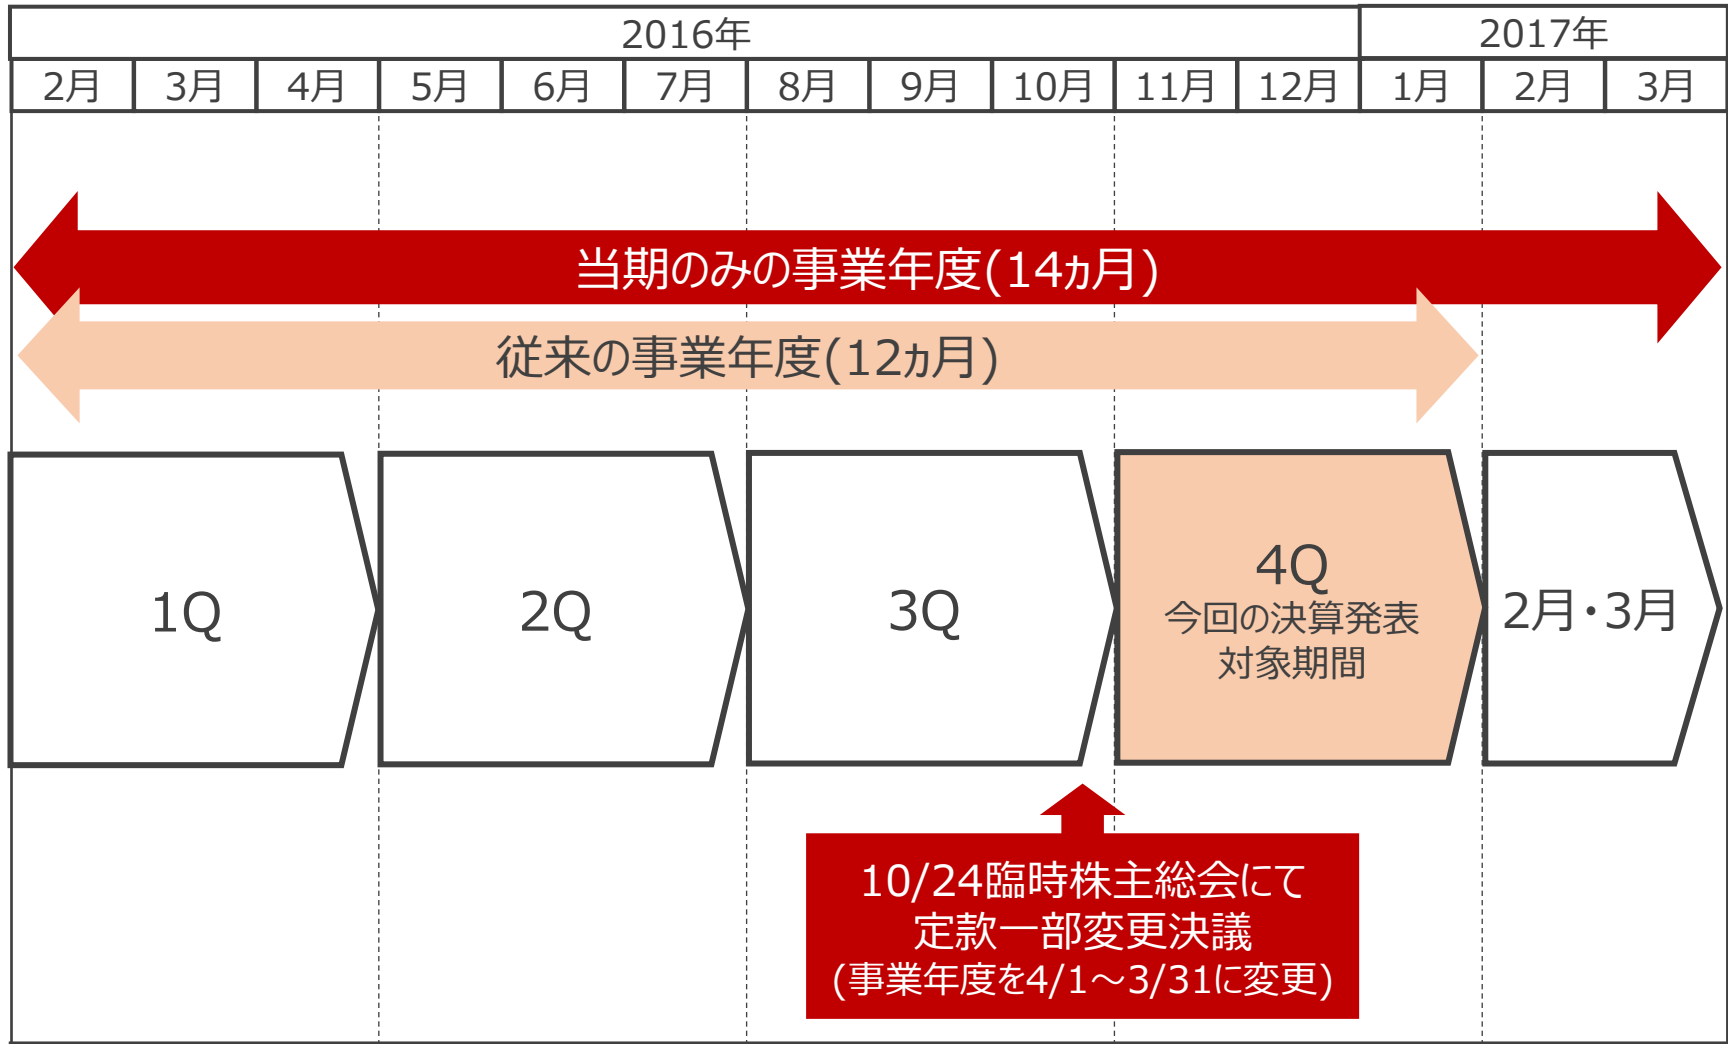 2016年
2017年
2月
3月
4月
5月
6月
7月
8月
9月
10月
11月
12月
1月
2月
3月
当期のみの事業年度(14ヵ月)
従来の事業年度(12ヵ月)
1Q
2Q
3Q
4Q
今回の決算発表
対象期間
2月・3月
10/24臨時株主総会にて
定款一部変更決議
(事業年度を4/1～3/31に変更)